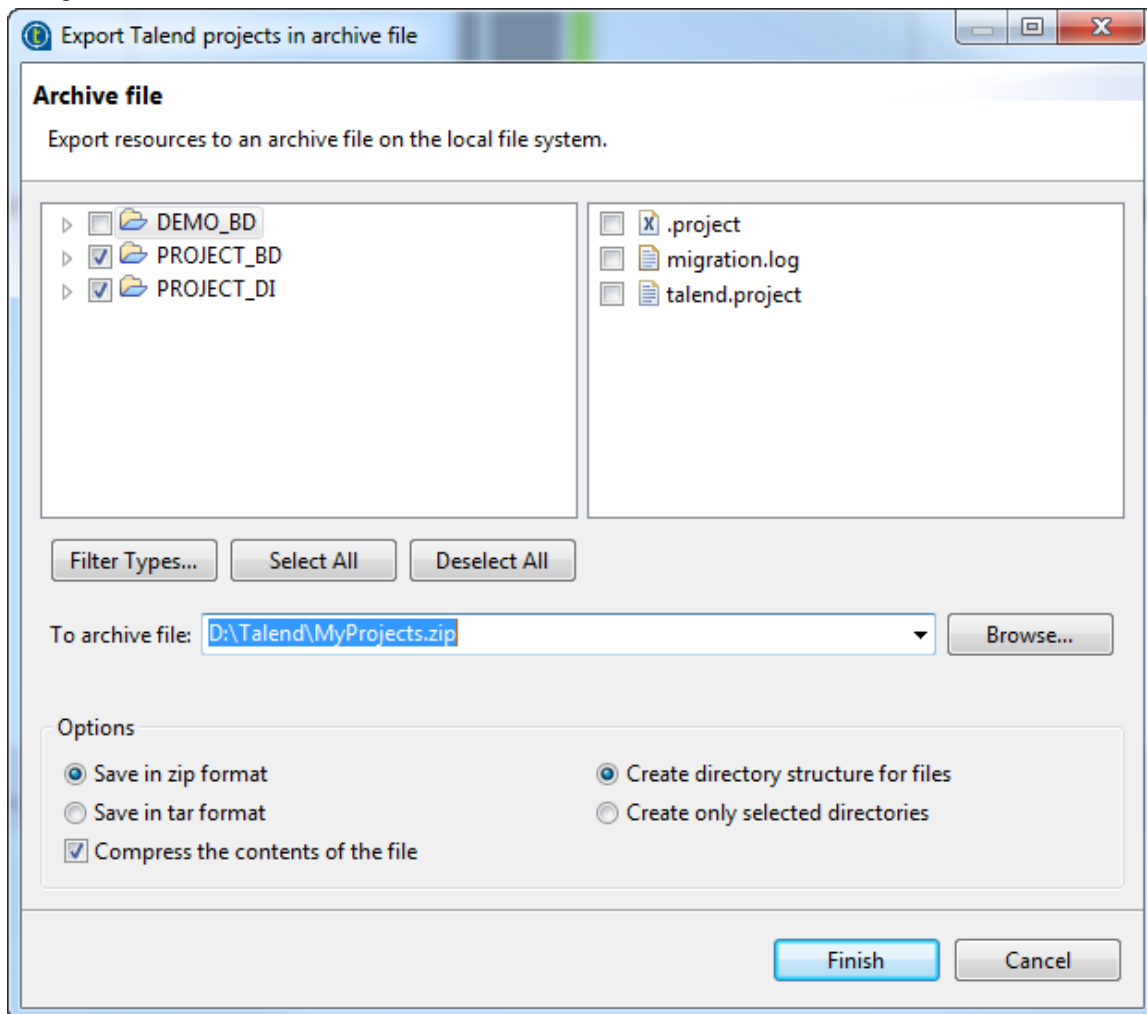 Export Talend projects in archive file
Archive file
Export resources to an archive file on the local file system.
DEMO_BD
PROJECT_BD
PROJECT_DI
.project
migration.log
talend.project
Filter Types...
Select All
Deselect All
To archive file:
D:\Talend\MyProjects.zip
Browse...
Options
Save in zip format
Create directory structure for files
Save in tar format
Create only selected directories
Compress the contents of the file
Finish
Cancel